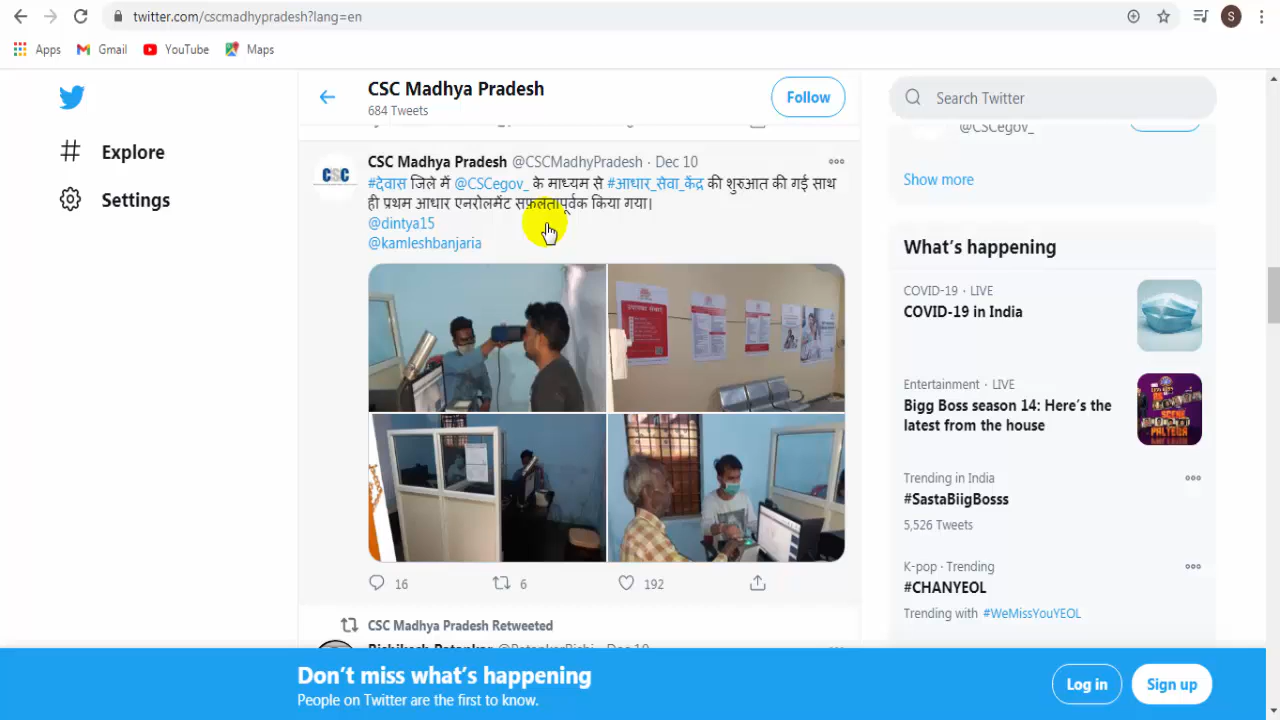 twitter.com/cscmadhypradesh?lang=en
S
Apps
Gmail
YouTube
Maps
CSC Madhya Pradesh
684 Tweets
Follow
Search Twitter
Explore
Settings
@CSCegov_
Show more
CSC
CSC Madhya Pradesh @CSCMadhyPradesh · Dec 10
#देवास जिले में @CSCegov_ के माध्यम से #आधार_सेवा_केंद्र की शुरुआत की गई साथ
ही प्रथम आधार एनरोलमेंट सफ़लतापूर्वक किया गया।
@dintya15
@kamleshbanjaria
16
6
192
CSC Madhya Pradesh Retweeted
What's happening
COVID-19 · LIVE
COVID-19 in India
Entertainment · LIVE
Bigg Boss season 14: Here's the
latest from the house
Trending in India
#SastaBiigBosss
5,526 Tweets
K-pop · Trending
#CHANYEOL
Trending with #WeMissYouYEOL
Don't miss what's happening
People on Twitter are the first to know.
Log in
Sign up